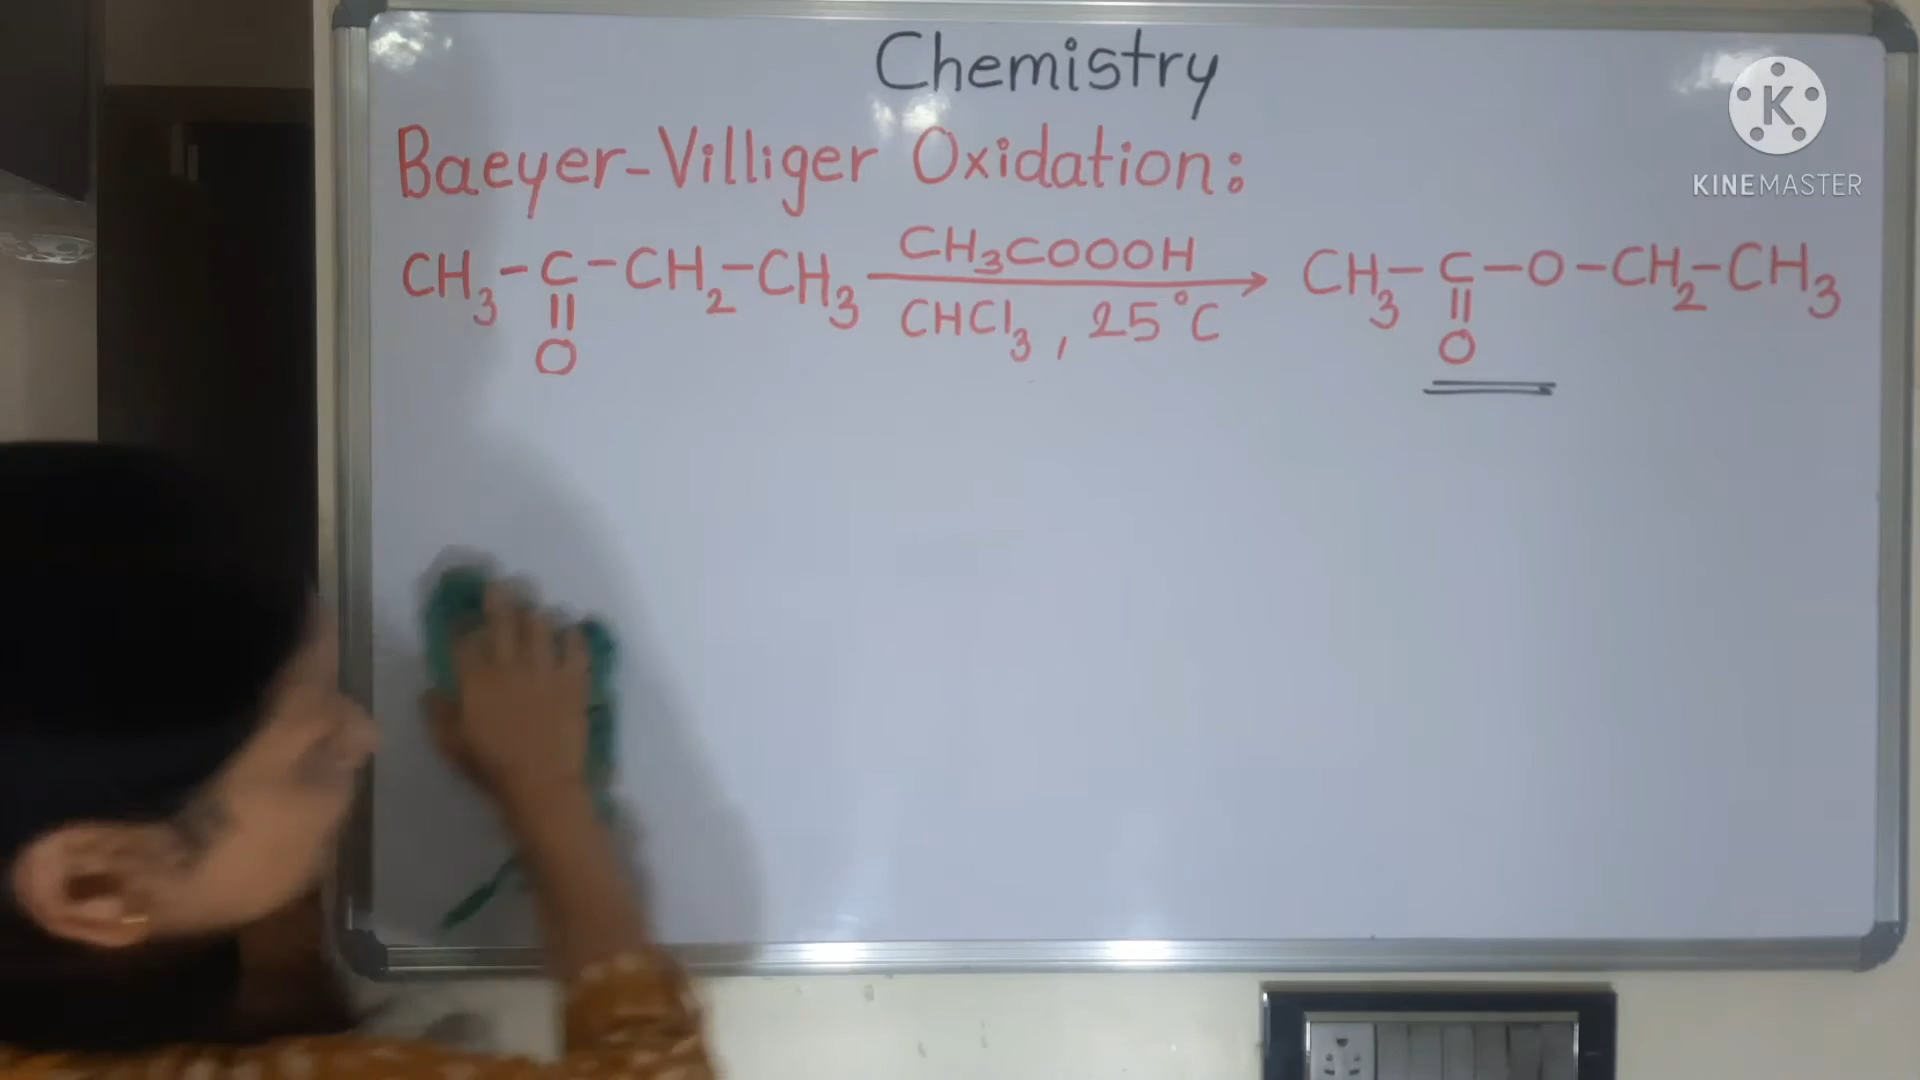 Chemistry
KINEMASTER
Baeyer-Villiger Oxidation:
CH₃-C-CH₂-CH₃ CH₃COOOH → CH₃-C-O-CH₂-CH₃
|| CHCl₃, 25°C ||
O O